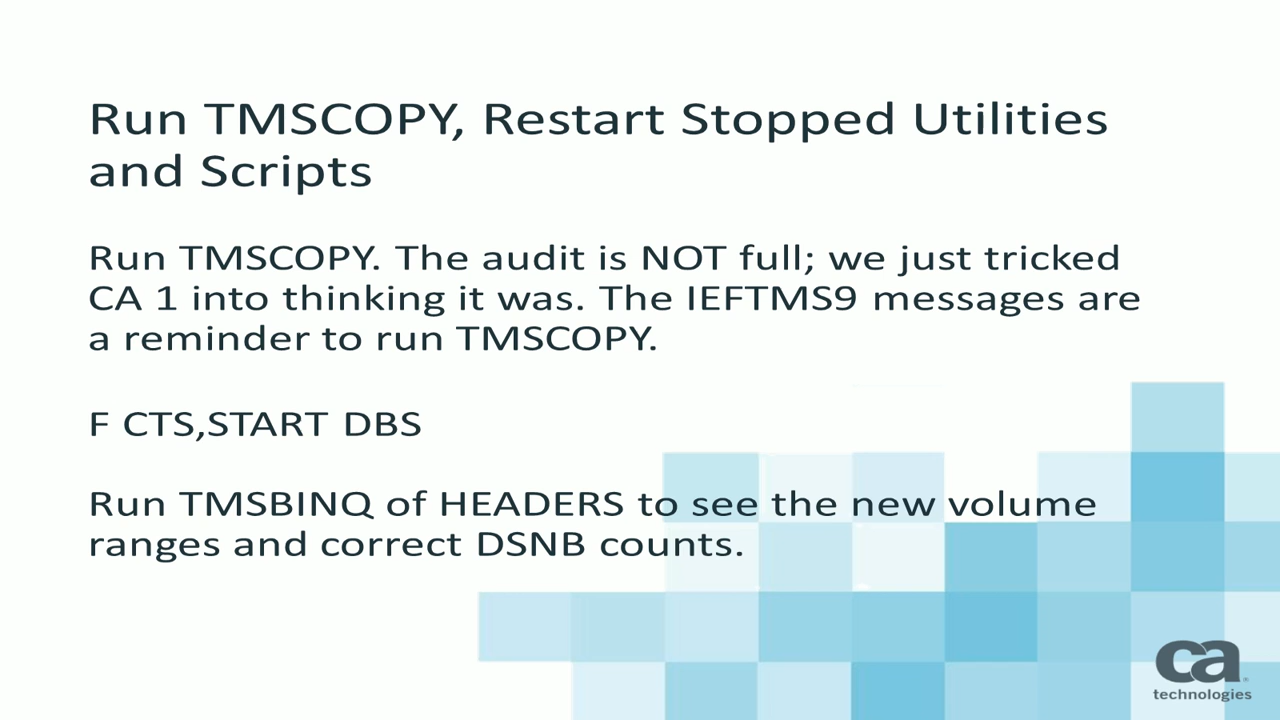 Run TMSCOPY, Restart Stopped Utilities
and Scripts
Run TMSCOPY. The audit is NOT full; we just tricked
CA 1 into thinking it was. The IEFTMS9 messages are
a reminder to run TMSCOPY.
F CTS,START DBS
Run TMSBINQ of HEADERS to see the new volume
ranges and correct DSNB counts.
ca
technologies